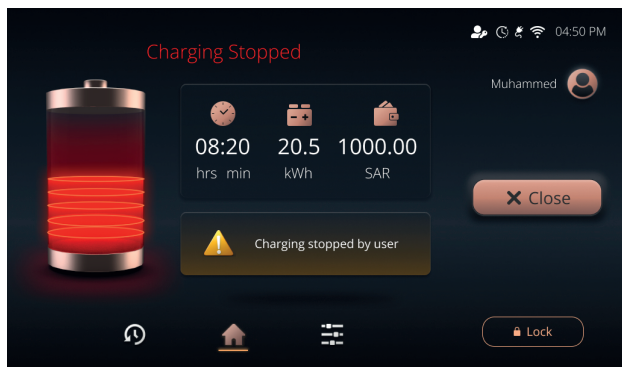 04:50 PM
Charging Stopped
Muhammed
08:20 20.5 1000.00
hrs min kWh SAR
Close
Charging stopped by user
Lock